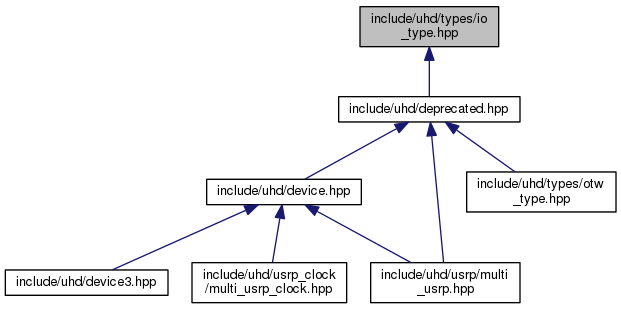 include/uhd/types/io
_type.hpp
include/uhd/deprecated.hpp
include/uhd/device.hpp
include/uhd/types/otw
_type.hpp
include/uhd/device3.hpp
include/uhd/usrp_clock
/multi_usrp_clock.hpp
include/uhd/usrp/multi
_usrp.hpp